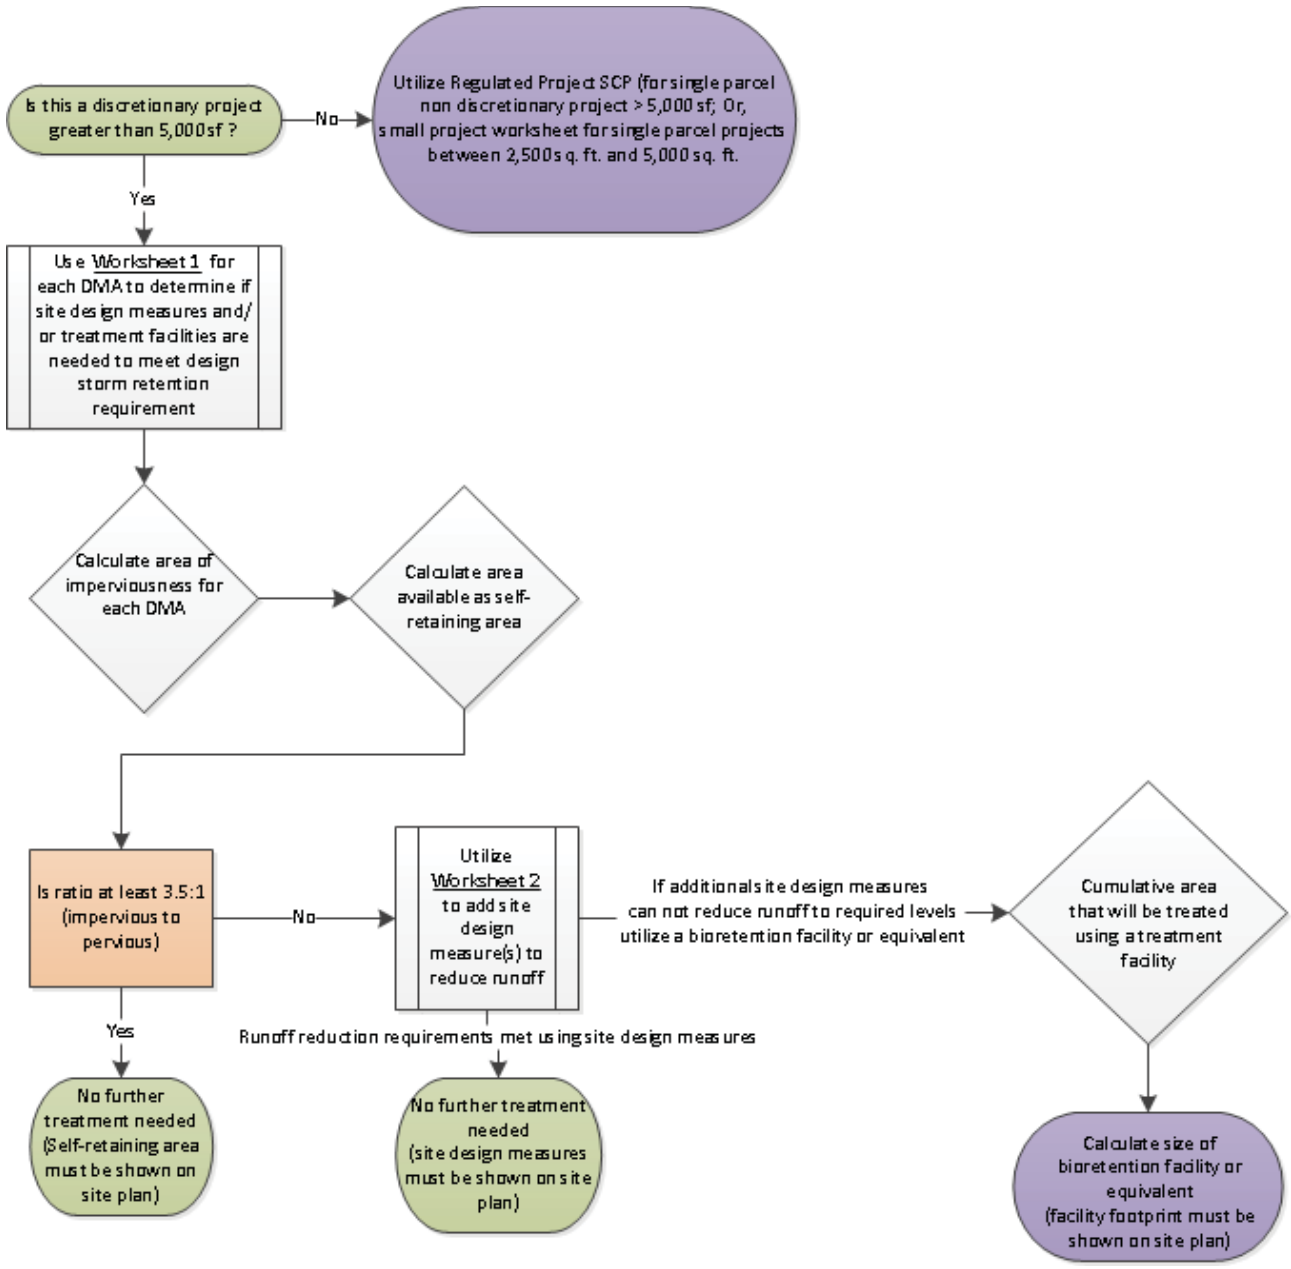 Is this a discretionary project
greater than 5,000 sf ?
No
Utilize Regulated Project SCP (for single parcel
non discretionary project > 5,000 sf; Or,
small project worksheet for single parcel projects
between 2,500 sq. ft. and 5,000 sq. ft.
Yes
Use Worksheet 1 for
each DMA to determine if
site design measures and/
or treatment facilities are
needed to meet design
storm retention
requirement
Calculate area of
imperviousness for
each DMA
Calculate area
available as self-
retaining area
Is ratio at least 3.5:1
(impervious to
pervious)
No
Utilize
Worksheet 2
to add site
design
measure(s) to
reduce runoff
If additional site design measures
can not reduce runoff to required levels
utilize a bioretention facility or equivalent
Cumulative area
that will be treated
using a treatment
facility
Yes
Runoff reduction requirements met using site design measures
No further
treatment needed
(Self-retaining area
must be shown on
site plan)
No further treatment
needed
(site design measures
must be shown on site
plan)
Calculate size of
bioretention facility or
equivalent
(facility footprint must be
shown on site plan)